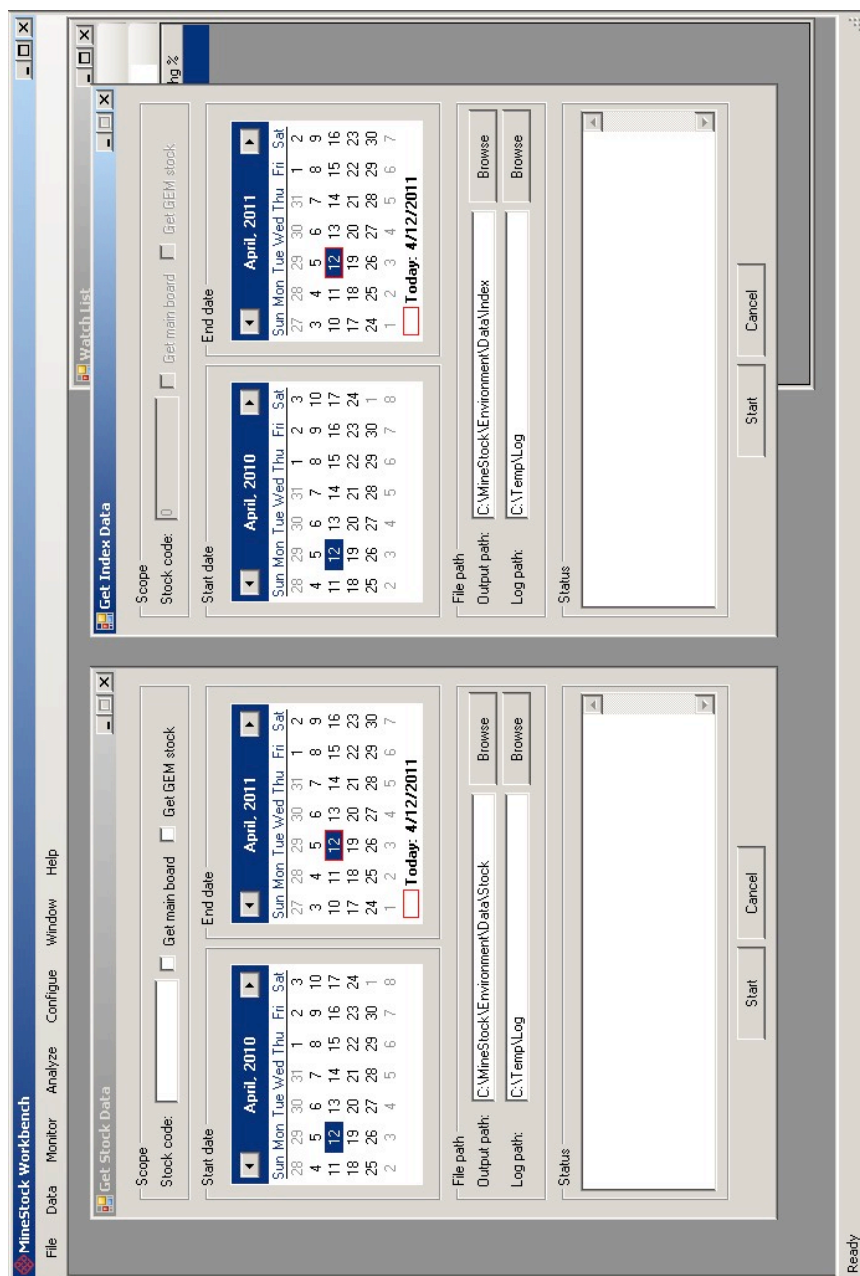 MineStock Workbench
File Data Monitor Analyze Configue Window Help
Get Stock Data
Scope
Stock code: Get main board Get GEM stock
Start date
April, 2010
Sun Mon Tue Wed Thu Fri Sat
28 29 30 31 1 2 3
4 5 6 7 8 9 10
11 12 13 14 15 16 17
18 19 20 21 22 23 24
25 26 27 28 29 30 1
2 3 4 5 6 7 8
End date
April, 2011
Sun Mon Tue Wed Thu Fri Sat
27 28 29 30 31 1 2
3 4 5 6 7 8 9
10 11 12 13 14 15 16
17 18 19 20 21 22 23
24 25 26 27 28 29 30
1 2 3 4 5 6 7
Today: 4/12/2011
File path
Output path: C:\MineStock\Environment\Data\Stock Browse
Log path: C:\Temp\Log Browse
Status
Start Cancel
Watch List
hg %
Get Index Data
Scope
Stock code: 0 Get main board Get GEM stock
Start date
April, 2010
Sun Mon Tue Wed Thu Fri Sat
28 29 30 31 1 2 3
4 5 6 7 8 9 10
11 12 13 14 15 16 17
18 19 20 21 22 23 24
25 26 27 28 29 30 1
2 3 4 5 6 7 8
End date
April, 2011
Sun Mon Tue Wed Thu Fri Sat
27 28 29 30 31 1 2
3 4 5 6 7 8 9
10 11 12 13 14 15 16
17 18 19 20 21 22 23
24 25 26 27 28 29 30
1 2 3 4 5 6 7
Today: 4/12/2011
File path
Output path: C:\MineStock\Environment\Data\Index Browse
Log path: C:\Temp\Log Browse
Status
Start Cancel
Ready